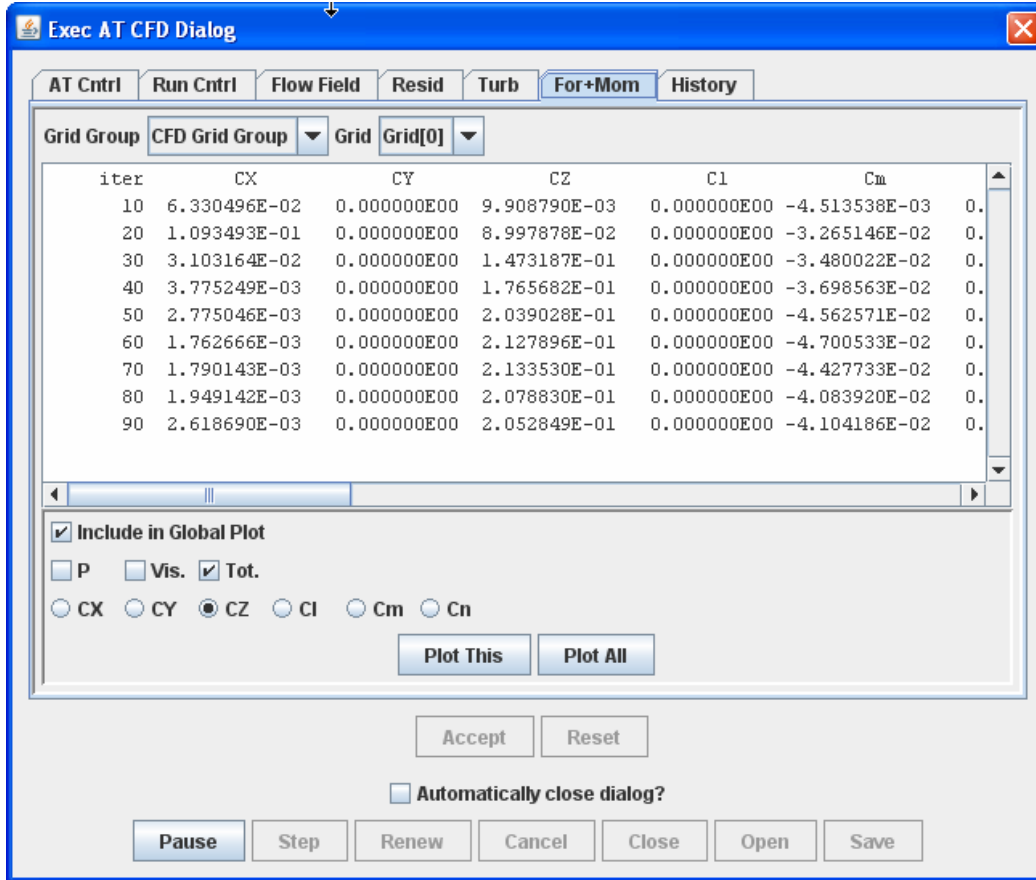 Exec AT CFD Dialog
AT Cntrl Run Cntrl Flow Field Resid Turb For+Mom History
Grid Group CFD Grid Group Grid Grid[0]
iter CX CY CZ Cl Cm
10 6.330496E-02 0.000000E00 9.908790E-03 0.000000E00 -4.513538E-03 0.
20 1.093493E-01 0.000000E00 8.997878E-02 0.000000E00 -3.265146E-02 0.
30 3.103164E-02 0.000000E00 1.473187E-01 0.000000E00 -3.480022E-02 0.
40 3.775249E-03 0.000000E00 1.765682E-01 0.000000E00 -3.698563E-02 0.
50 2.775046E-03 0.000000E00 2.039028E-01 0.000000E00 -4.562571E-02 0.
60 1.762666E-03 0.000000E00 2.127896E-01 0.000000E00 -4.700533E-02 0.
70 1.790143E-03 0.000000E00 2.133530E-01 0.000000E00 -4.427733E-02 0.
80 1.949142E-03 0.000000E00 2.078830E-01 0.000000E00 -4.083920E-02 0.
90 2.618690E-03 0.000000E00 2.052849E-01 0.000000E00 -4.104186E-02 0.
Include in Global Plot
P Vis. Tot.
CX CY CZ Cl Cm Cn
Plot This Plot All
Accept Reset
Automatically close dialog?
Pause Step Renew Cancel Close Open Save